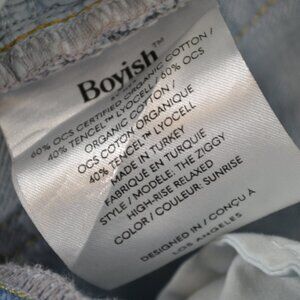 Boyish™
60% OCS CERTIFIED ORGANIC COTTON /
40% TENCEL™ LYOCELL / 60% OCS
ORGANIC COTTON /
OCS COTON ORGANIQUE
40% TENCEL™ LYOCELL
MADE IN TURKEY
FABRIQUÉ EN TURQUIE
STYLE / MODÈLE: THE ZIGGY
HIGH-RISE RELAXED
COLOR / COULEUR: SUNRISE
DESIGNED IN / CONÇU À
LOS ANGELES